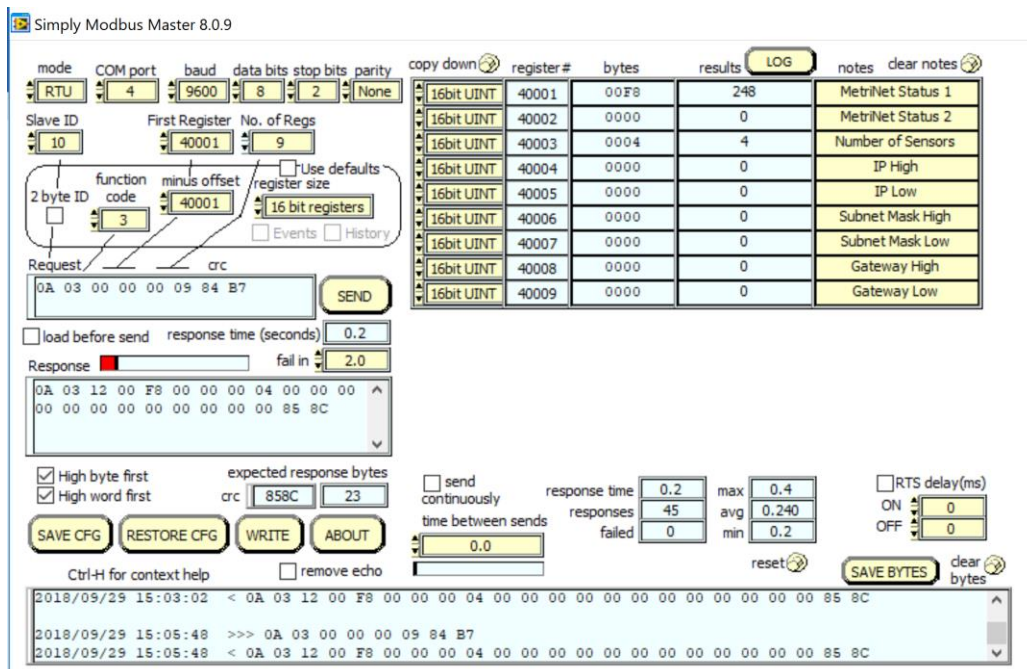 Simply Modbus Master 8.0.9
mode COM port baud data bits stop bits parity
RTU 4 9600 8 2 None
Slave ID First Register No. of Regs
10 40001 9
Use defaults
2 byte ID function code minus offset register size
3 40001 16 bit registers
Events History
Request crc
0A 03 00 00 00 09 84 B7
SEND
load before send response time (seconds) 0.2
Response fail in 2.0
0A 03 12 00 F8 00 00 00 04 00 00 00
00 00 00 00 00 00 00 00 00 85 8C
High byte first expected response bytes
High word first crc 858C 23
SAVE CFG RESTORE CFG WRITE ABOUT
Ctrl-H for context help remove echo
copy down register # bytes results LOG notes clear notes
16bit UINT 40001 00F8 248 MetriNet Status 1
16bit UINT 40002 0000 0 MetriNet Status 2
16bit UINT 40003 0004 4 Number of Sensors
16bit UINT 40004 0000 0 IP High
16bit UINT 40005 0000 0 IP Low
16bit UINT 40006 0000 0 Subnet Mask High
16bit UINT 40007 0000 0 Subnet Mask Low
16bit UINT 40008 0000 0 Gateway High
16bit UINT 40009 0000 0 Gateway Low
send continuously
time between sends
0.0
response time 0.2 max 0.4
responses 45 avg 0.240
failed 0 min 0.2
reset
RTS delay(ms)
ON 0
OFF 0
SAVE BYTES clear bytes
2018/09/29 15:03:02 < 0A 03 12 00 F8 00 00 00 04 00 00 00 00 00 00 00 00 00 00 00 00 85 8C
2018/09/29 15:05:48 >>> 0A 03 00 00 00 09 84 B7
2018/09/29 15:05:48 < 0A 03 12 00 F8 00 00 00 04 00 00 00 00 00 00 00 00 00 00 00 00 85 8C